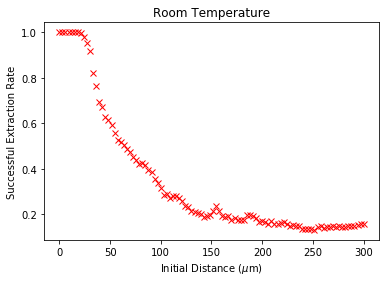 Room Temperature
Successful Extraction Rate
1.0
0.8
0.6
0.4
0.2
0 50 100 150 200 250 300
Initial Distance (μm)